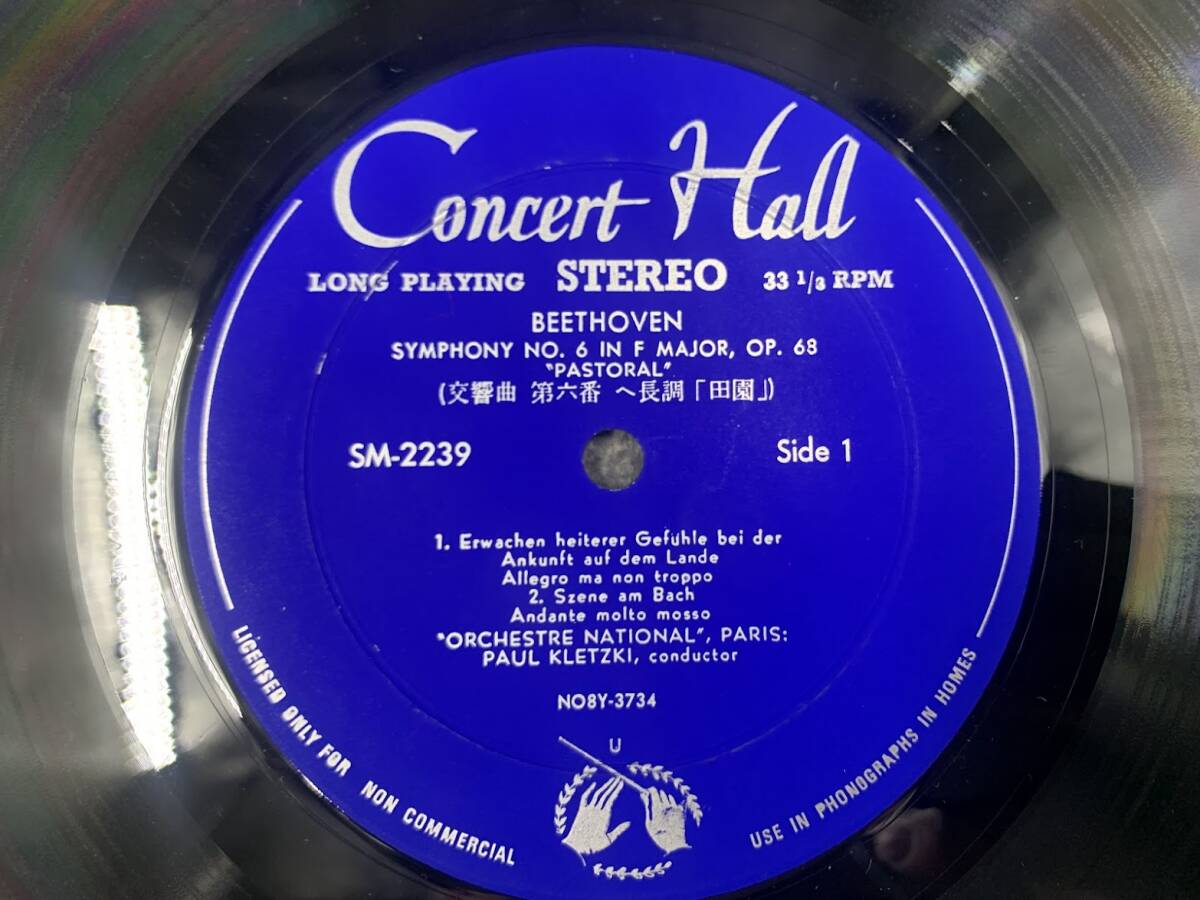 Concert Hall
LONG PLAYING STEREO 33 1/3 RPM
BEETHOVEN
SYMPHONY NO. 6 IN F MAJOR, OP. 68
"PASTORAL"
(交響曲 第六番 ヘ長調「田園」)
SM-2239 Side 1
1. Erwachen heiterer Gefühle bei der
Ankunft auf dem Lande
Allegro ma non troppo
2. Szene am Bach
Andante molto mosso
"ORCHESTRE NATIONAL", PARIS:
PAUL KLETZKI, conductor
NO8Y-3734
U
LICENSED ONLY FOR NON COMMERCIAL USE IN PHONOGRAPHS IN HOMES